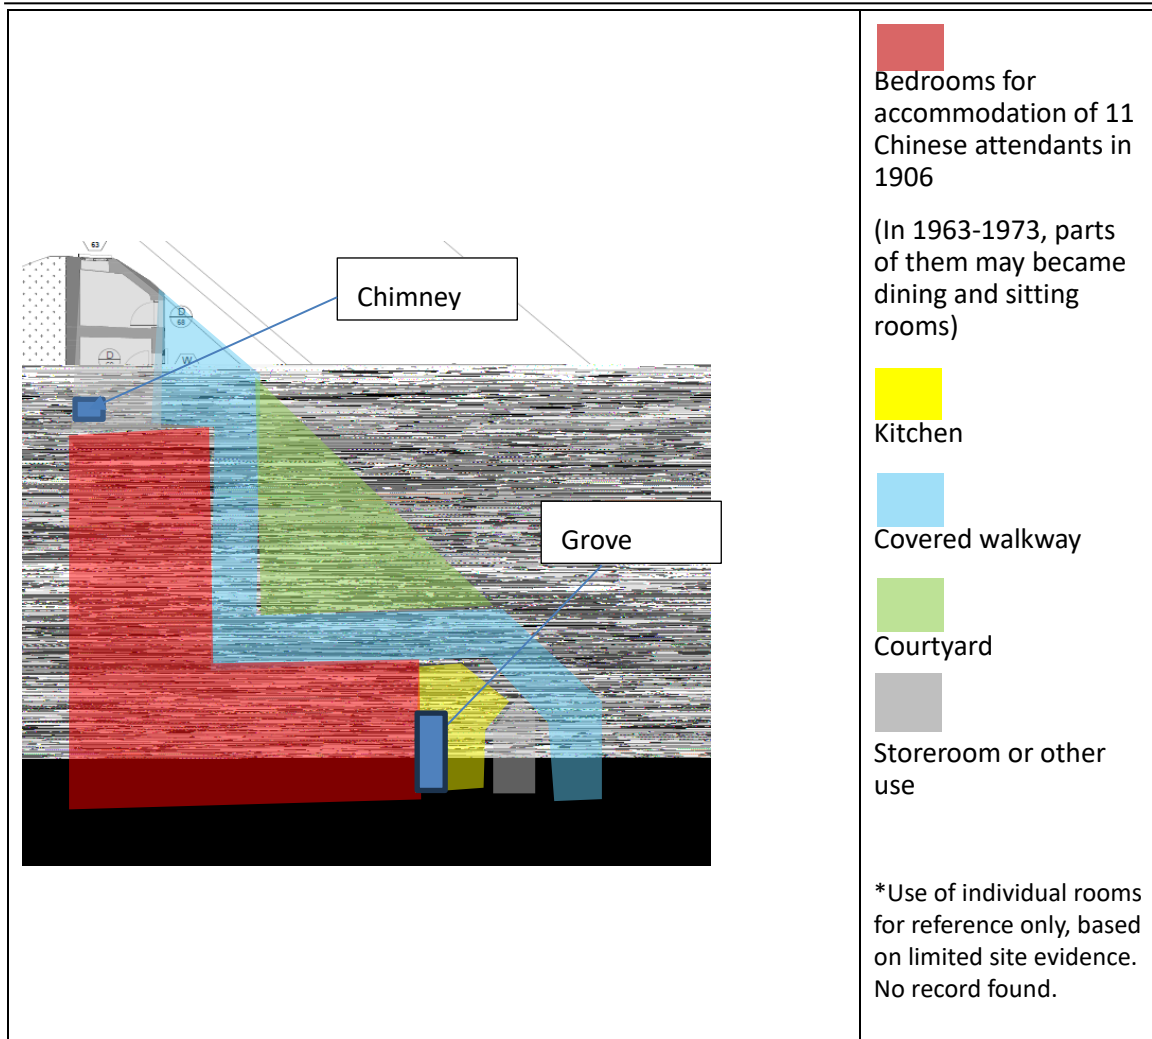 63
Chimney
D
68
D
W
Grove
Bedrooms for
accommodation of 11
Chinese attendants in
1906
(In 1963-1973, parts
of them may became
dining and sitting
rooms)
Kitchen
Covered walkway
Courtyard
Storeroom or other
use
*Use of individual rooms
for reference only, based
on limited site evidence.
No record found.